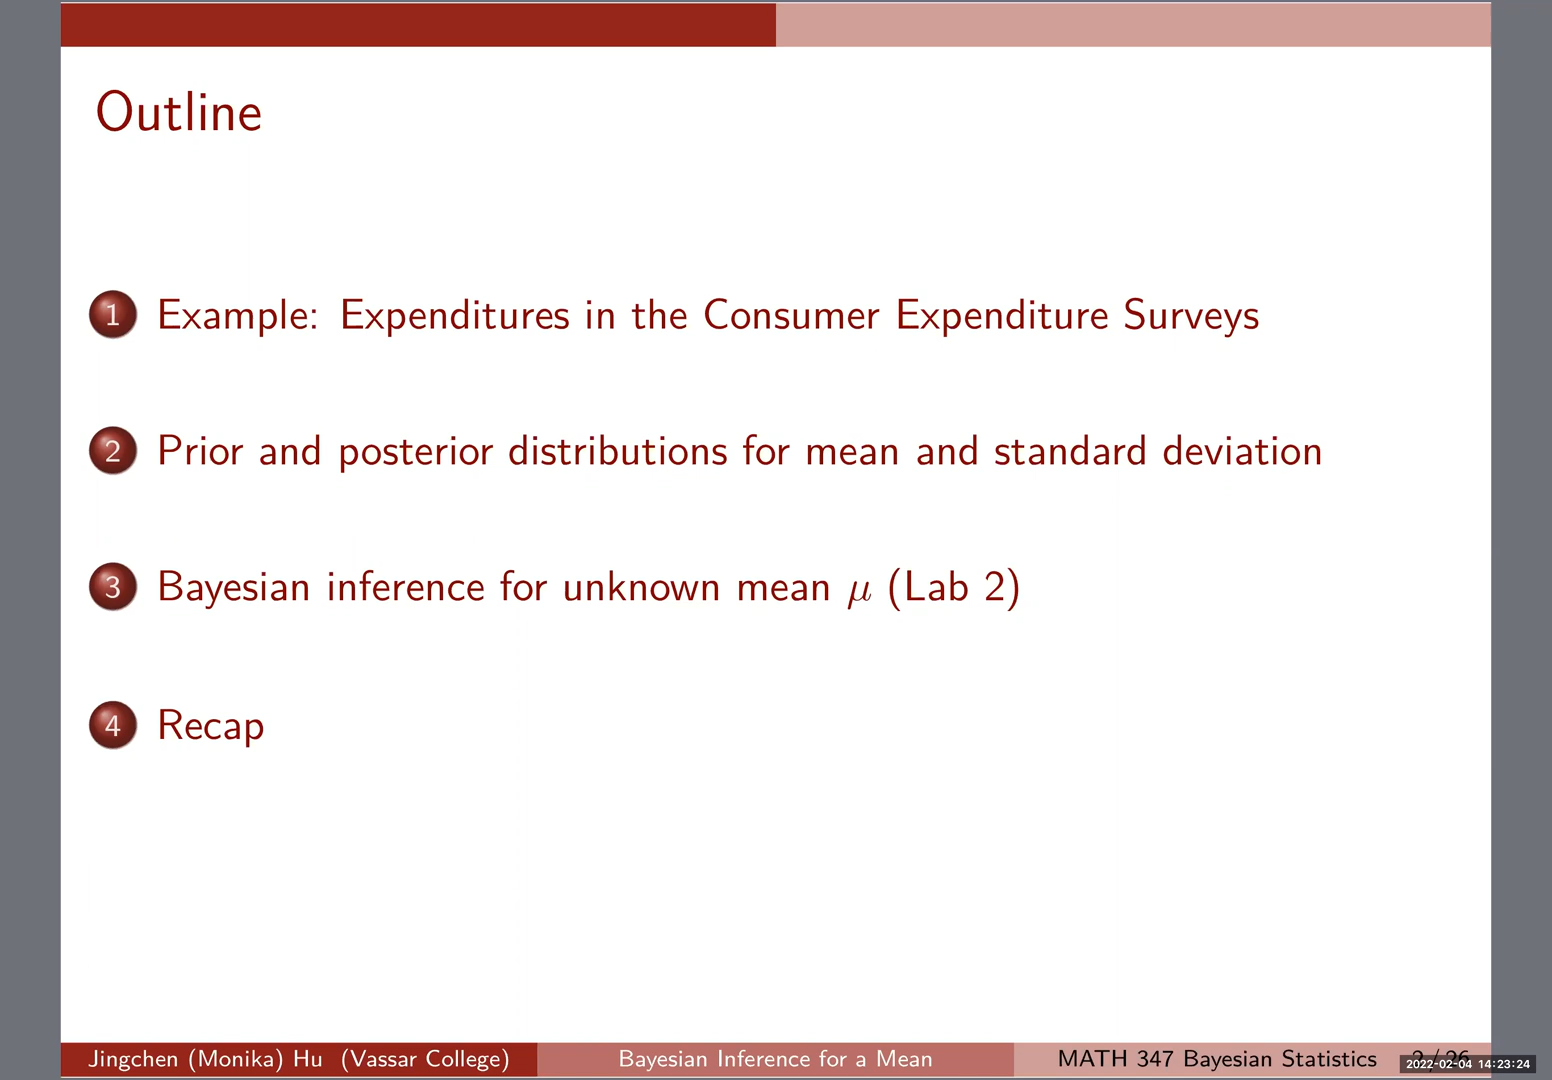 Outline
1 Example: Expenditures in the Consumer Expenditure Surveys
2 Prior and posterior distributions for mean and standard deviation
3 Bayesian inference for unknown mean μ (Lab 2)
4 Recap
Jingchen (Monika) Hu (Vassar College) Bayesian Inference for a Mean MATH 347 Bayesian Statistics 2 / 26
2022-02-04 14:23:24